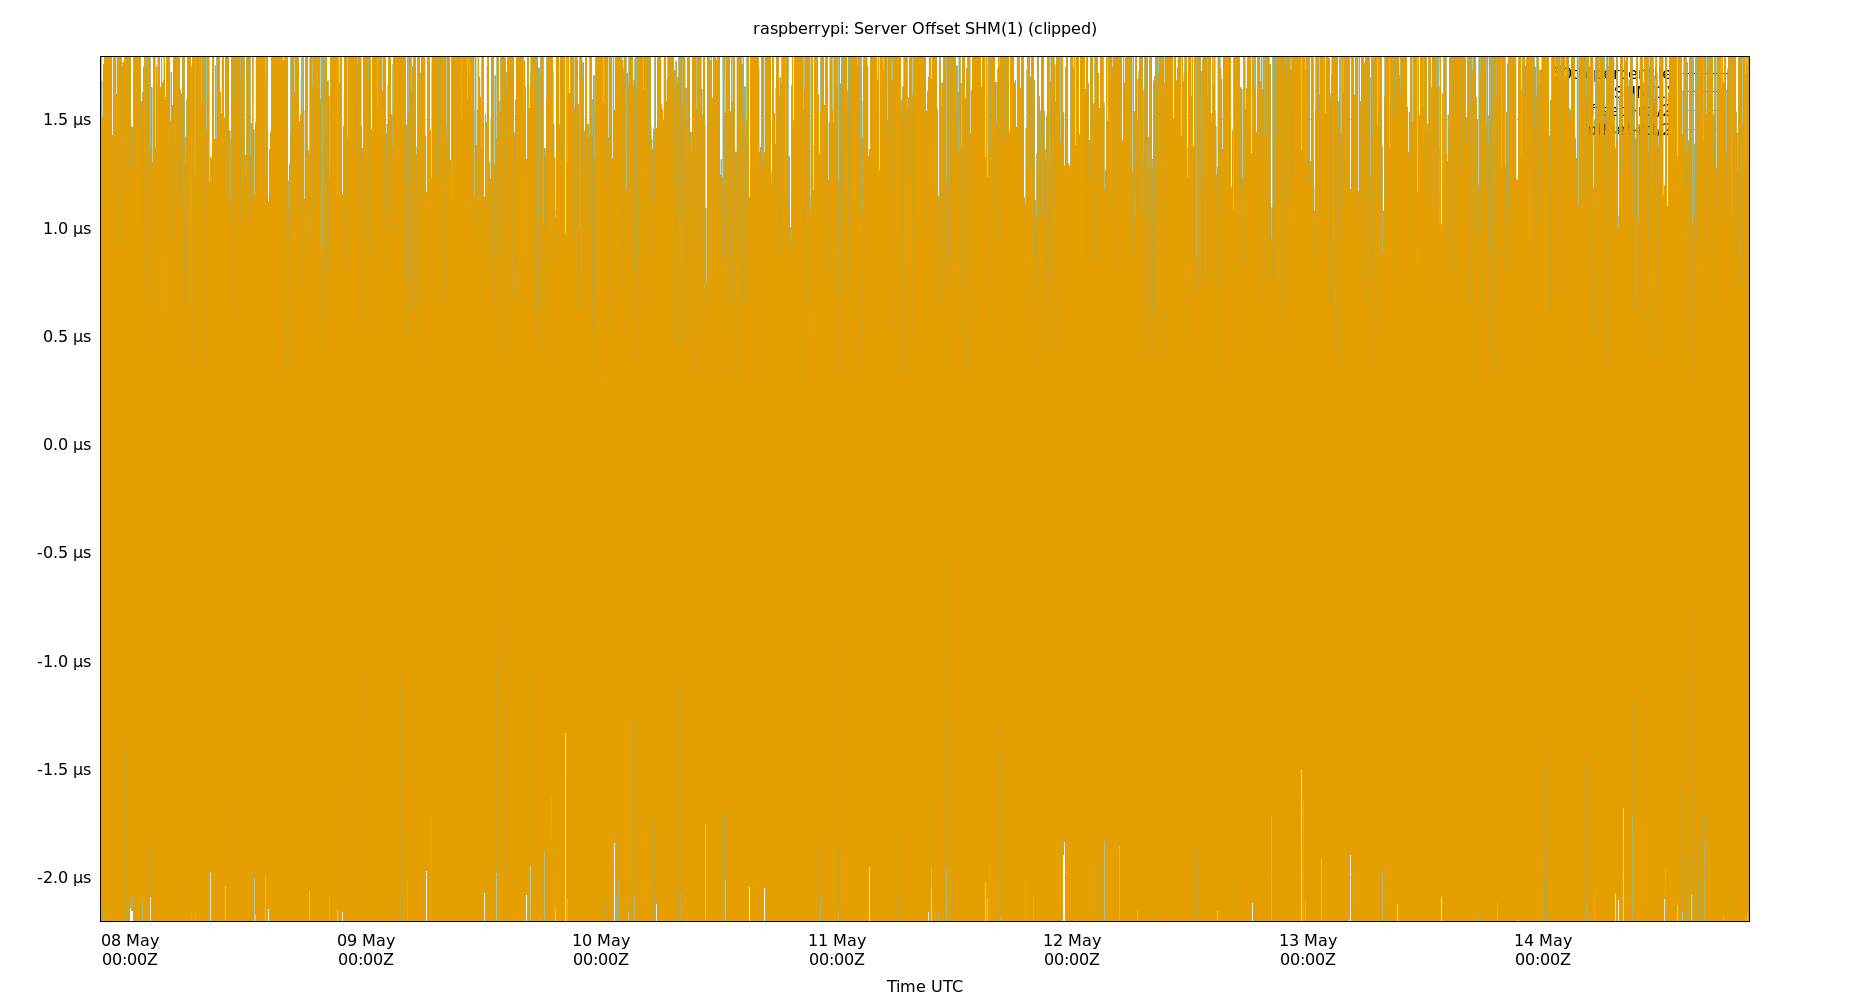 raspberrypi: Server Offset SHM(1) (clipped)
1.5 µs
1.0 µs
0.5 µs
0.0 µs
-0.5 µs
-1.0 µs
-1.5 µs
-2.0 µs
08 May 09 May 10 May 11 May 12 May 13 May 14 May
00:00Z 00:00Z 00:00Z 00:00Z 00:00Z 00:00Z 00:00Z
Time UTC